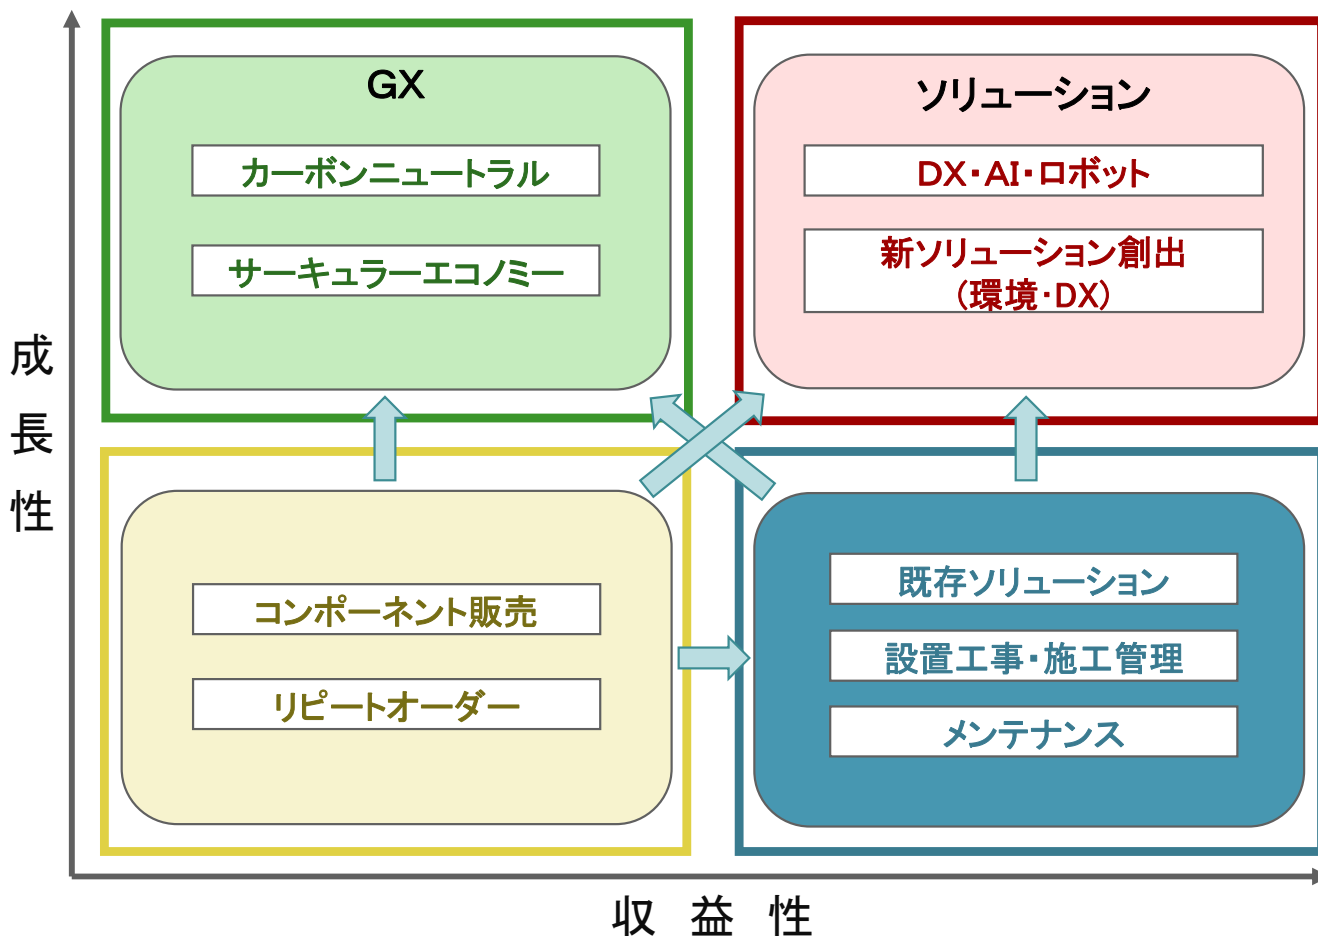 GX
カーボンニュートラル
サーキュラーエコノミー
ソリューション
DX・AI・ロボット
新ソリューション創出
(環境・DX)
成長性
コンポーネント販売
リピートオーダー
既存ソリューション
設置工事・施工管理
メンテナンス
収益性